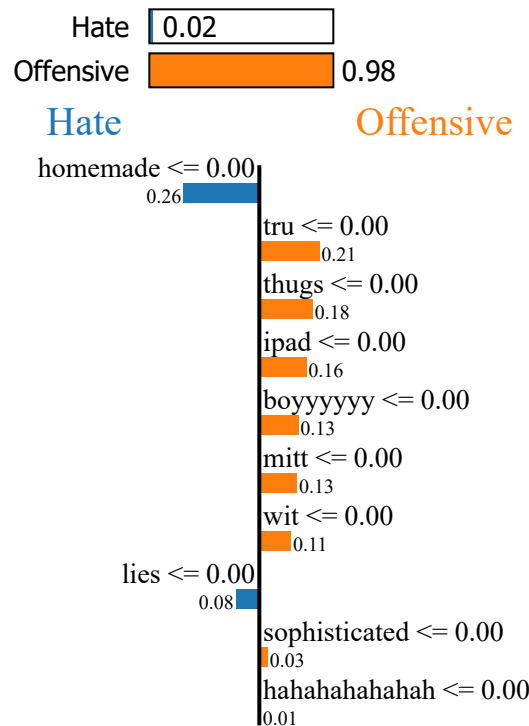 Hate 0.02
Offensive 0.98
Hate Offensive
homemade <= 0.00
0.26
tru <= 0.00
0.21
thugs <= 0.00
0.18
ipad <= 0.00
0.16
boyyyyyy <= 0.00
0.13
mitt <= 0.00
0.13
wit <= 0.00
0.11
lies <= 0.00
0.08
sophisticated <= 0.00
0.03
hahahahahahah <= 0.00
0.01